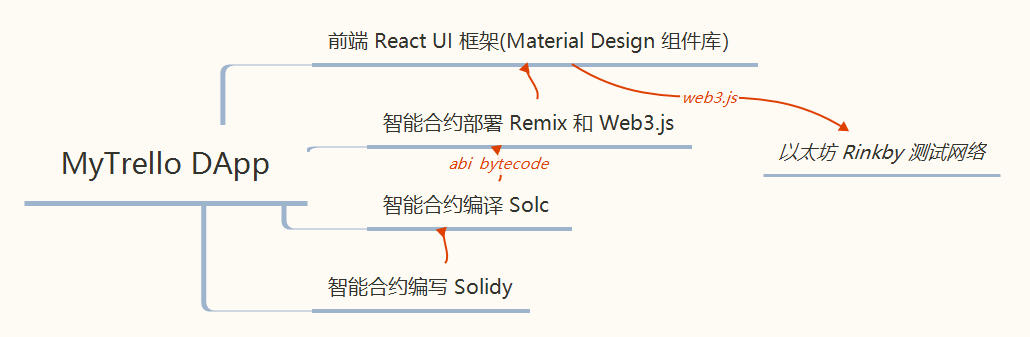 前端 React UI 框架(Material Design 组件库)
web3.js
智能合约部署 Remix 和 Web3.js
以太坊 Rinkby 测试网络
MyTrello DApp
abi bytecode
智能合约编译 Solc
智能合约编写 Solidy